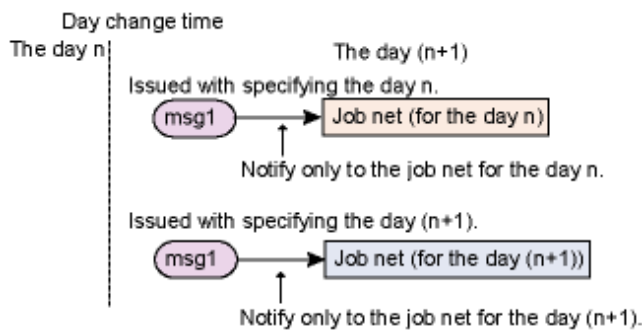 Day change time
The day n
The day (n+1)
Issued with specifying the day n.
msg1
Job net (for the day n)
Notify only to the job net for the day n.
Issued with specifying the day (n+1).
msg1
Job net (for the day (n+1))
Notify only to the job net for the day (n+1).